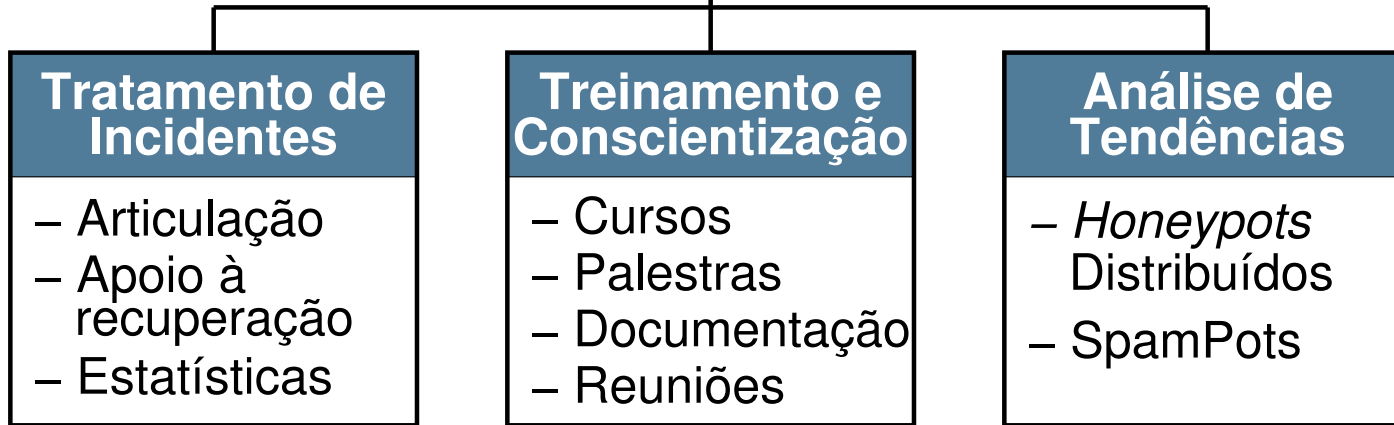 Tratamento de
Incidentes
– Articulação
– Apoio à
recuperação
– Estatísticas
Treinamento e
Conscientização
– Cursos
– Palestras
– Documentação
– Reuniões
Análise de
Tendências
– Honeypots
Distribuídos
– SpamPots